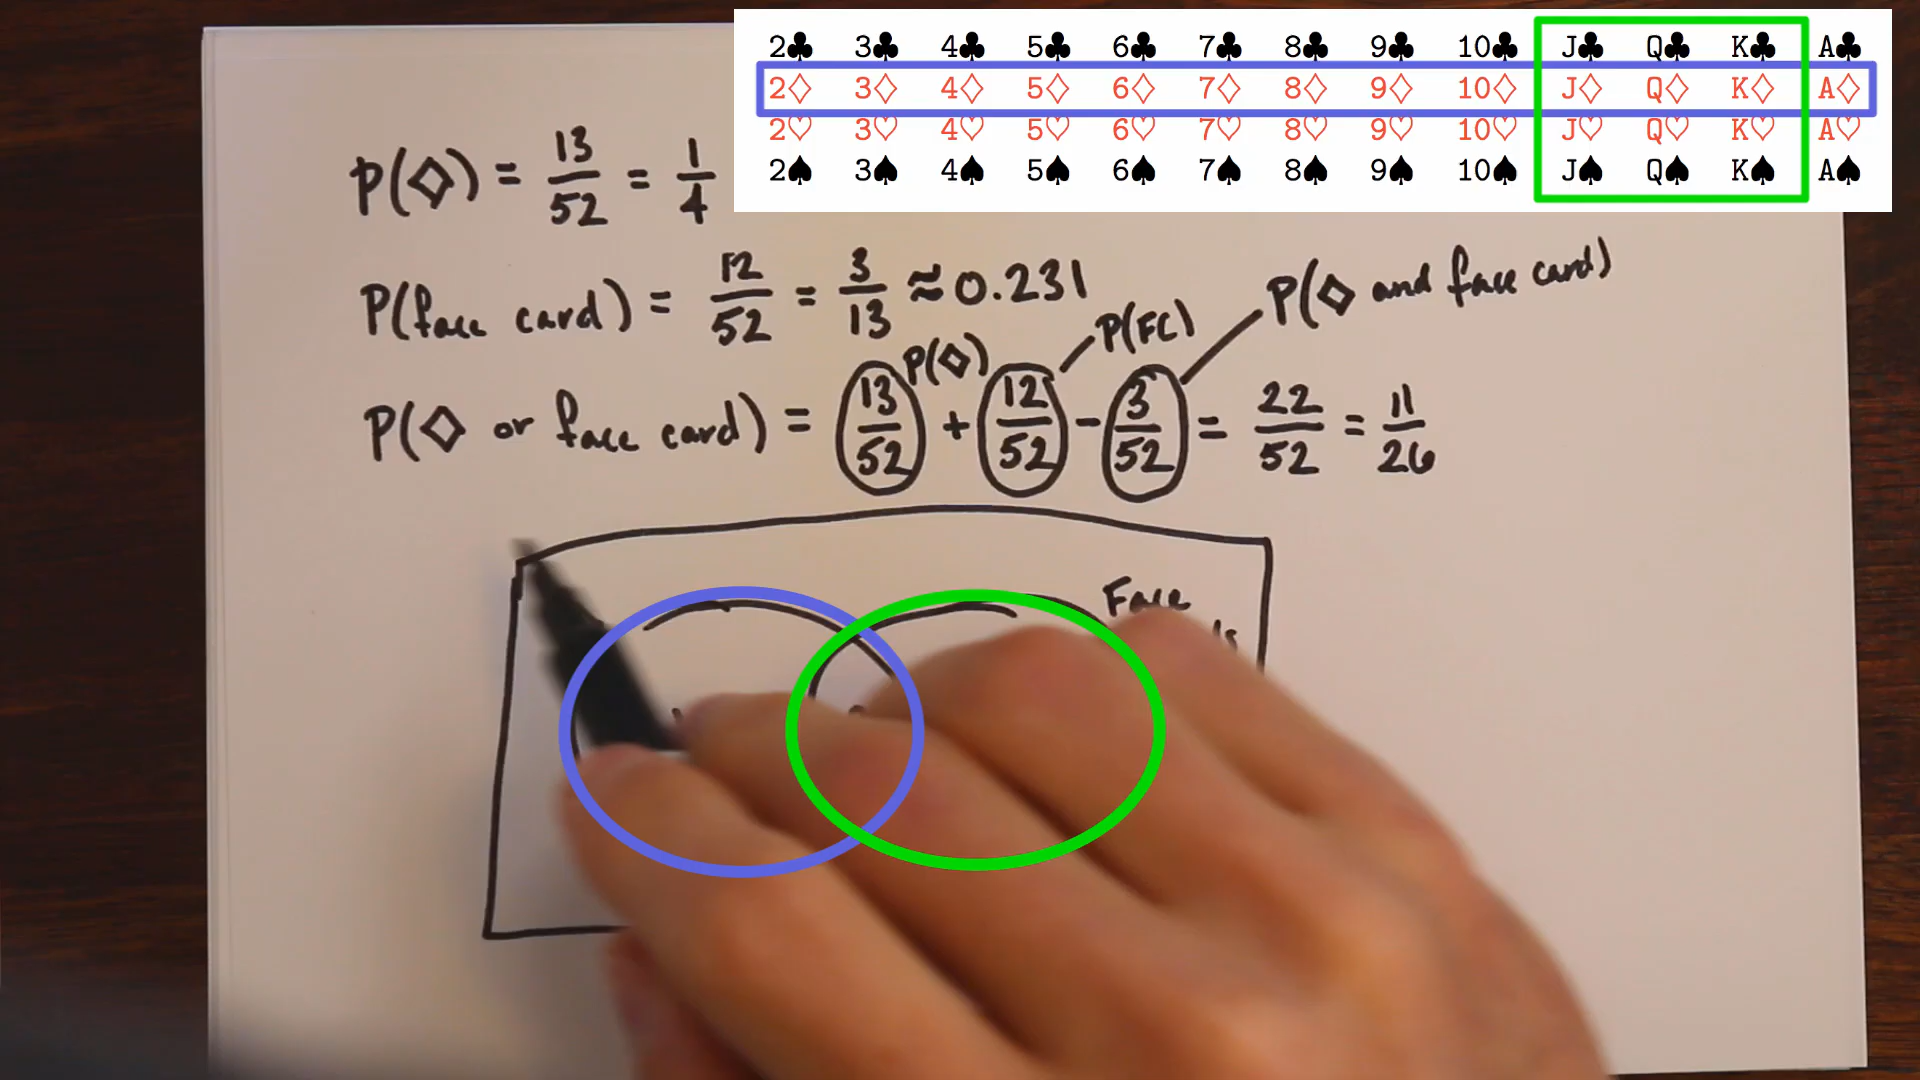 2♣ 3♣ 4♣ 5♣ 6♣ 7♣ 8♣ 9♣ 10♣ J♣ Q♣ K♣ A♣
2♢ 3♢ 4♢ 5♢ 6♢ 7♢ 8♢ 9♢ 10♢ J♢ Q♢ K♢ A♢
2♡ 3♡ 4♡ 5♡ 6♡ 7♡ 8♡ 9♡ 10♡ J♡ Q♡ K♡ A♡
2♠ 3♠ 4♠ 5♠ 6♠ 7♠ 8♠ 9♠ 10♠ J♠ Q♠ K♠ A♠
P(♢) = 13/52 = 1/4
P(face card) = 12/52 = 3/13 ≈ 0.231
P(♢) P(FC) P(♢ and face card)
P(♢ or face card) = 13/52 + 12/52 - 3/52 = 22/52 = 11/26
Face